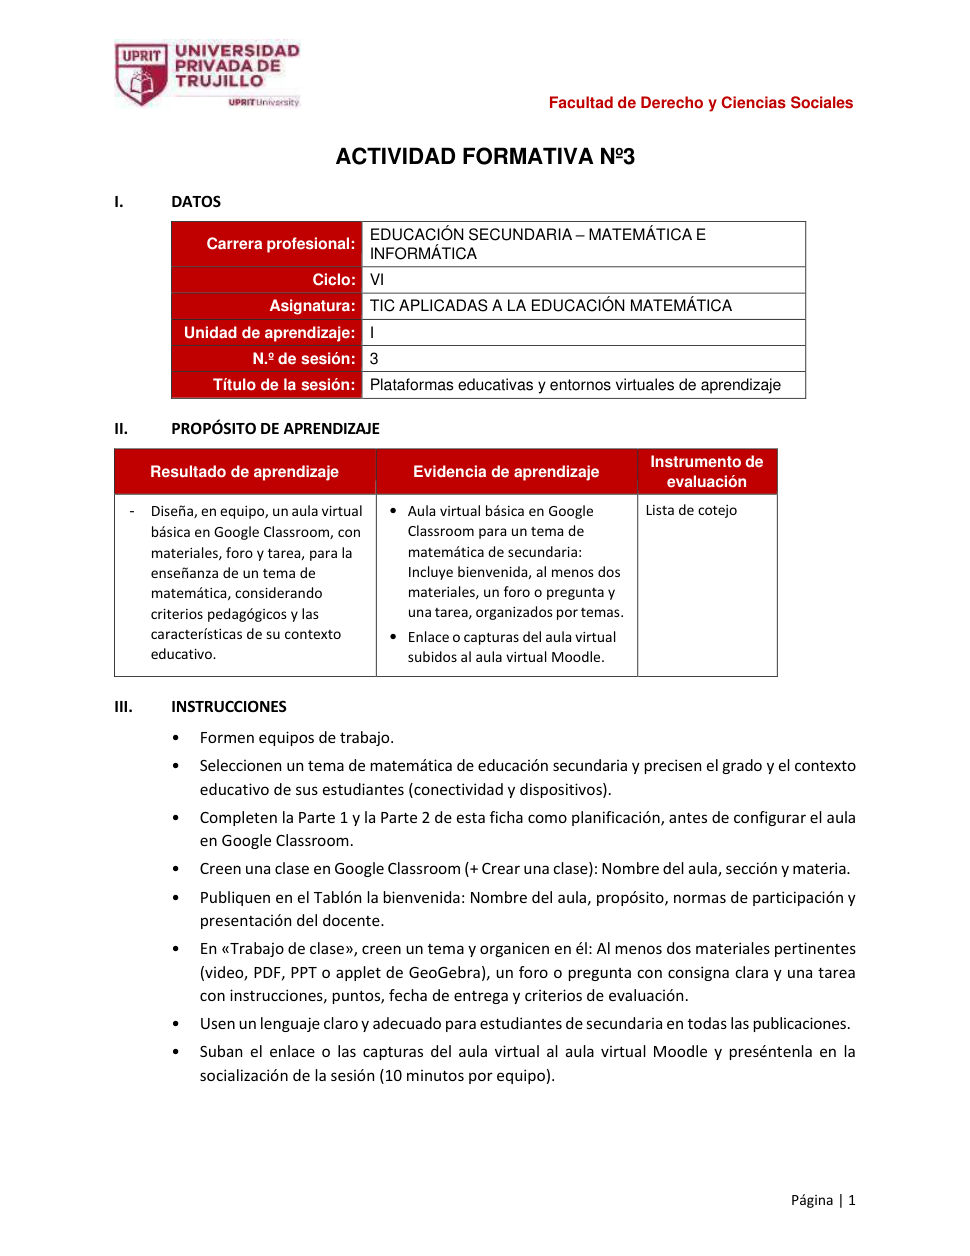 UPRIT
UNIVERSIDAD
PRIVADA DE
TRUJILLO
UPRIT University
Facultad de Derecho y Ciencias Sociales
ACTIVIDAD FORMATIVA Nº3
I. DATOS
Carrera profesional: EDUCACIÓN SECUNDARIA – MATEMÁTICA E
INFORMÁTICA
Ciclo: VI
Asignatura: TIC APLICADAS A LA EDUCACIÓN MATEMÁTICA
Unidad de aprendizaje: I
N.º de sesión: 3
Título de la sesión: Plataformas educativas y entornos virtuales de aprendizaje
II. PROPÓSITO DE APRENDIZAJE
Resultado de aprendizaje
Evidencia de aprendizaje
Instrumento de
evaluación
- Diseña, en equipo, un aula virtual
básica en Google Classroom, con
materiales, foro y tarea, para la
enseñanza de un tema de
matemática, considerando
criterios pedagógicos y las
características de su contexto
educativo.
• Aula virtual básica en Google
Classroom para un tema de
matemática de secundaria:
Incluye bienvenida, al menos dos
materiales, un foro o pregunta y
una tarea, organizados por temas.
• Enlace o capturas del aula virtual
subidos al aula virtual Moodle.
Lista de cotejo
III. INSTRUCCIONES
• Formen equipos de trabajo.
• Seleccionen un tema de matemática de educación secundaria y precisen el grado y el contexto
educativo de sus estudiantes (conectividad y dispositivos).
• Completen la Parte 1 y la Parte 2 de esta ficha como planificación, antes de configurar el aula
en Google Classroom.
• Creen una clase en Google Classroom (+ Crear una clase): Nombre del aula, sección y materia.
• Publiquen en el Tablón la bienvenida: Nombre del aula, propósito, normas de participación y
presentación del docente.
• En «Trabajo de clase», creen un tema y organicen en él: Al menos dos materiales pertinentes
(video, PDF, PPT o applet de GeoGebra), un foro o pregunta con consigna clara y una tarea
con instrucciones, puntos, fecha de entrega y criterios de evaluación.
• Usen un lenguaje claro y adecuado para estudiantes de secundaria en todas las publicaciones.
• Suban el enlace o las capturas del aula virtual al aula virtual Moodle y preséntenla en la
socialización de la sesión (10 minutos por equipo).
Página | 1